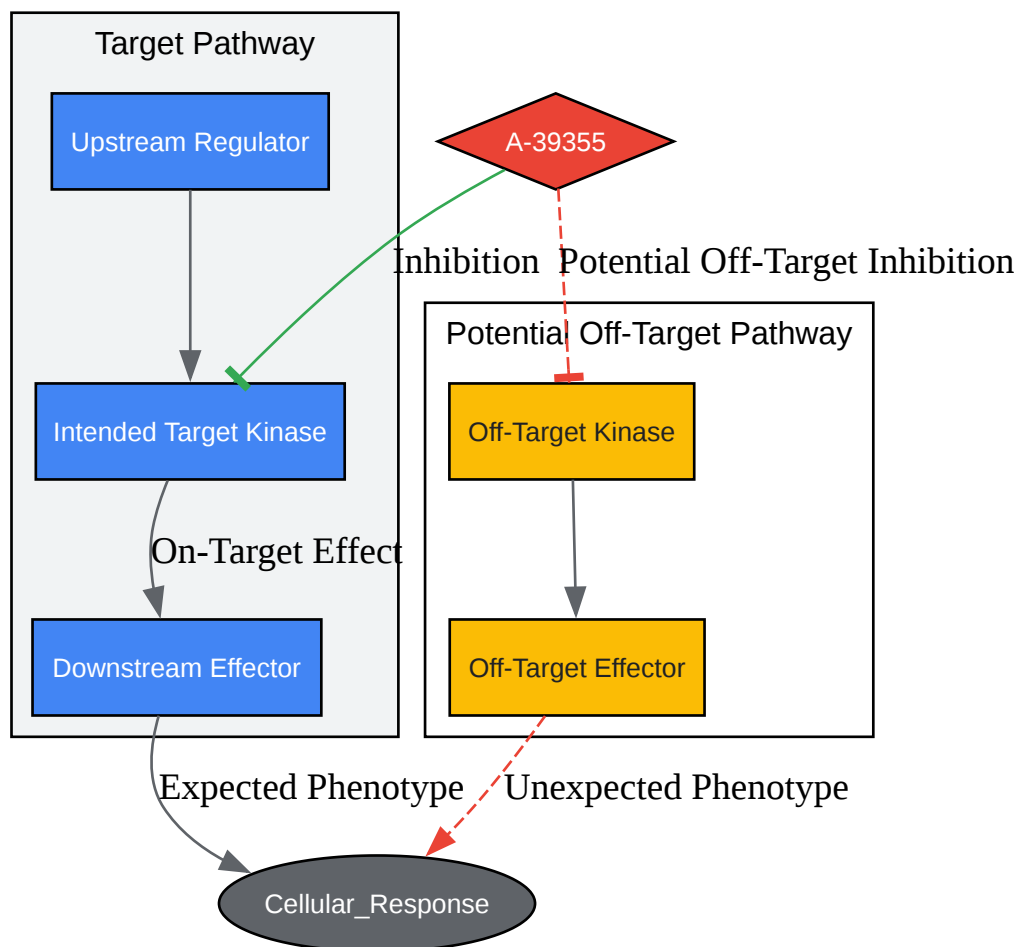 Target Pathway
Upstream Regulator
A-39355
Inhibition
Potential Off-Target Inhibition
Potential Off-Target Pathway
Intended Target Kinase
Off-Target Kinase
On-Target Effect
Downstream Effector
Off-Target Effector
Expected Phenotype
Unexpected Phenotype
Cellular_Response